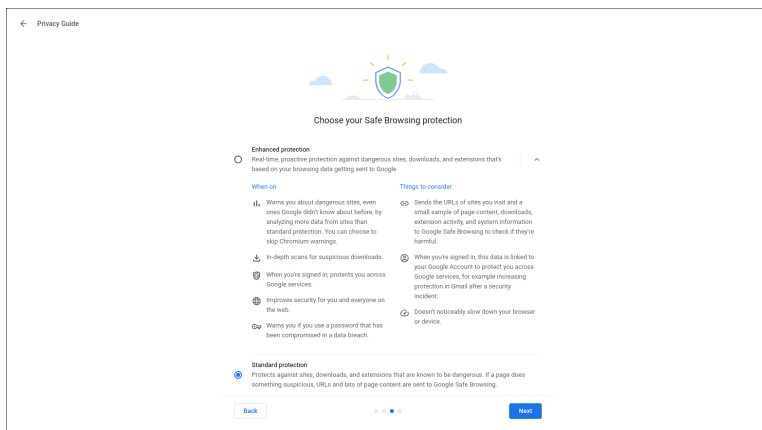 Privacy Guide
Choose your Safe Browsing protection
Enhanced protection
Real-time, proactive protection against dangerous sites, downloads, and extensions that's
based on your browsing data getting sent to Google
When on
Warns you about dangerous sites, even
ones Google didn't know about before, by
analyzing more data from sites than
standard protection. You can choose to
skip Chromium warnings.
In-depth scans for suspicious downloads.
When you're signed in, protects you across
Google services.
Improves security for you and everyone on
the web.
Warns you if you use a password that has
been compromised in a data breach.
Things to consider
Sends the URLs of sites you visit and a
small sample of page content, downloads,
extension activity, and system information
to Google Safe Browsing to check if they're
harmful.
When you're signed in, this data is linked to
your Google Account to protect you across
Google services, for example increasing
protection in Gmail after a security
incident.
Doesn't noticeably slow down your browser
or device.
Standard protection
Protects against sites, downloads, and extensions that are known to be dangerous. If a page does
something suspicious, URLs and bits of page content are sent to Google Safe Browsing.
Back
Next